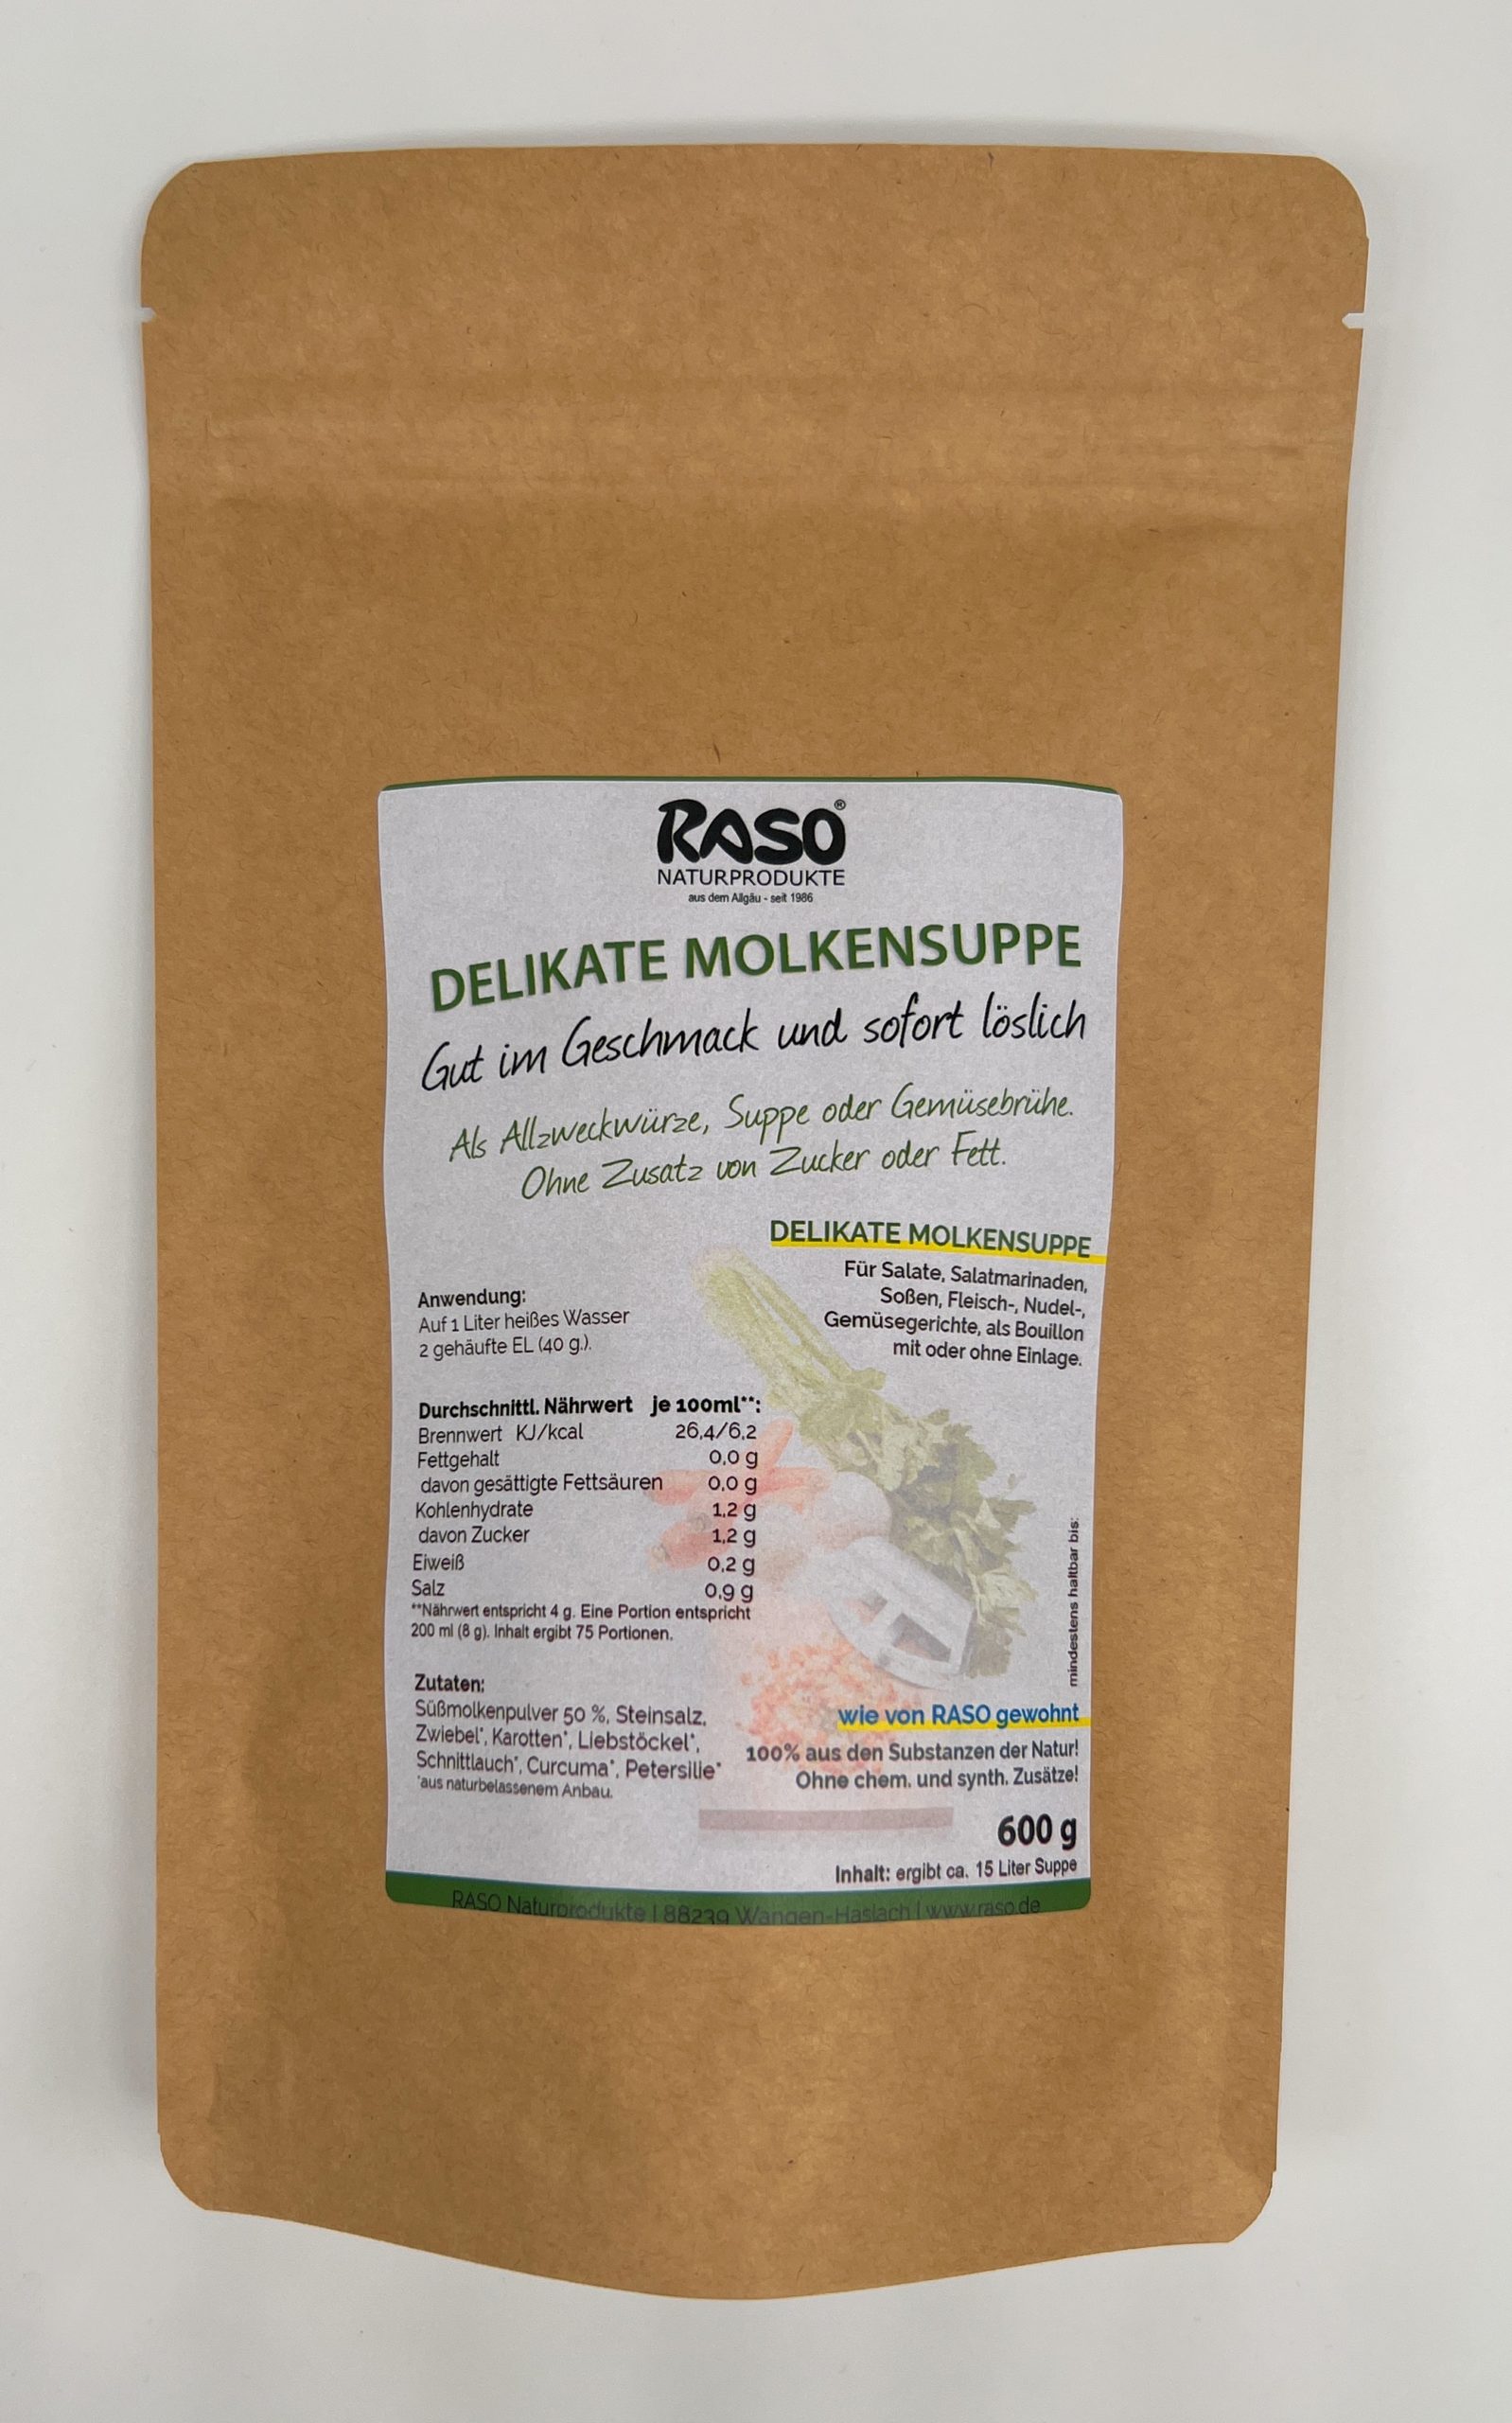 RASO®
NATURPRODUKTE
aus dem Allgäu - seit 1986
DELIKATE MOLKENSUPPE
Gut im Geschmack und sofort löslich
Als Allzweckwürze, Suppe oder Gemüsebrühe.
Ohne Zusatz von Zucker oder Fett.
DELIKATE MOLKENSUPPE
Für Salate, Salatmarinaden,
Soßen, Fleisch-, Nudel-,
Gemüsegerichte, als Bouillon
mit oder ohne Einlage.
Anwendung:
Auf 1 Liter heißes Wasser
2 gehäufte EL (40 g.).
Durchschnittl. Nährwert je 100ml**:
Brennwert KJ/kcal 26,4/6,2
Fettgehalt 0,0 g
davon gesättigte Fettsäuren 0,0 g
Kohlenhydrate 1,2 g
davon Zucker 1,2 g
Eiweiß 0,2 g
Salz 0,9 g
**Nährwert entspricht 4 g. Eine Portion entspricht
200 ml (8 g). Inhalt ergibt 75 Portionen.
mindestens haltbar bis:
Zutaten:
Süßmolkenpulver 50 %, Steinsalz,
Zwiebel*, Karotten*, Liebstöckel*,
Schnittlauch*, Curcuma*, Petersilie*
*aus naturbelassenem Anbau.
wie von RASO gewohnt
100% aus den Substanzen der Natur!
Ohne chem. und synth. Zusätze!
600 g
Inhalt: ergibt ca. 15 Liter Suppe
RASO Naturprodukte | 88239 Wangen-Haslach | www.raso.de